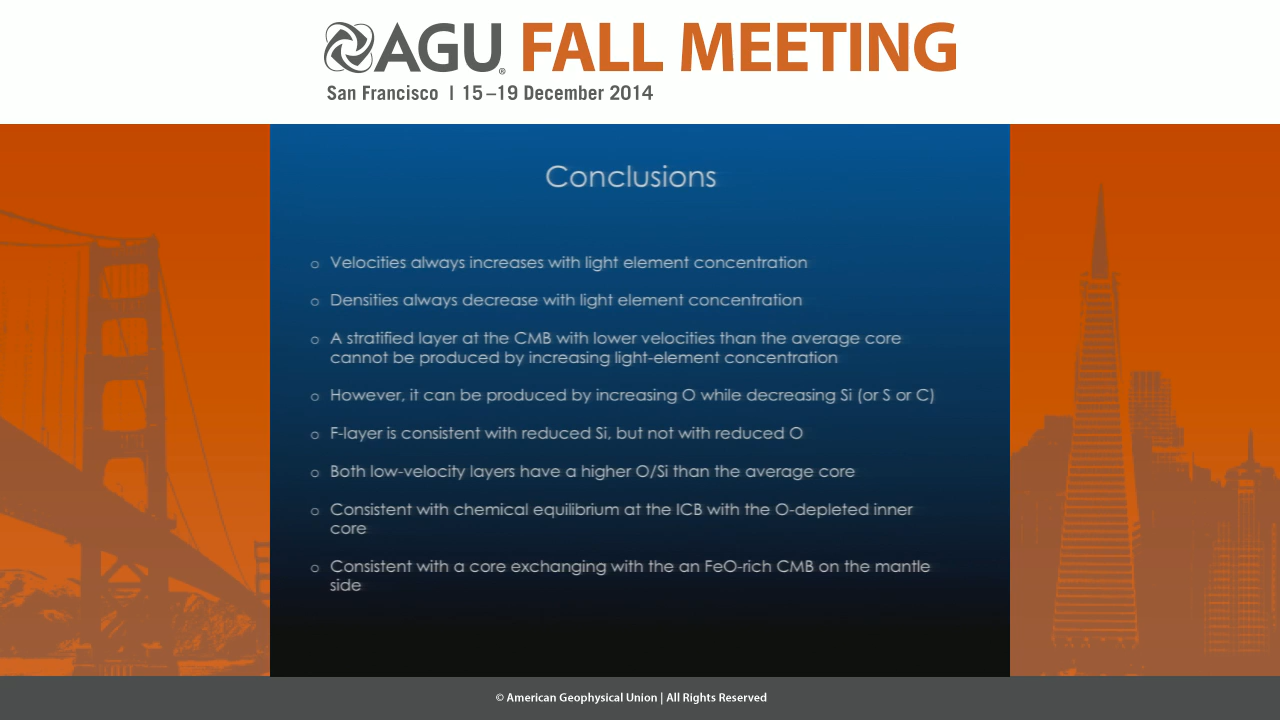 AGU® FALL MEETING
San Francisco | 15–19 December 2014
Conclusions
o Velocities always increases with light element concentration
o Densities always decrease with light element concentration
o A stratified layer at the CMB with lower velocities than the average core
cannot be produced by increasing light-element concentration
o However, it can be produced by increasing O while decreasing Si (or S or C)
o F-layer is consistent with reduced Si, but not with reduced O
o Both low-velocity layers have a higher O/Si than the average core
o Consistent with chemical equilibrium at the ICB with the O-depleted inner
core
o Consistent with a core exchanging with the an FeO-rich CMB on the mantle
side
© American Geophysical Union | All Rights Reserved